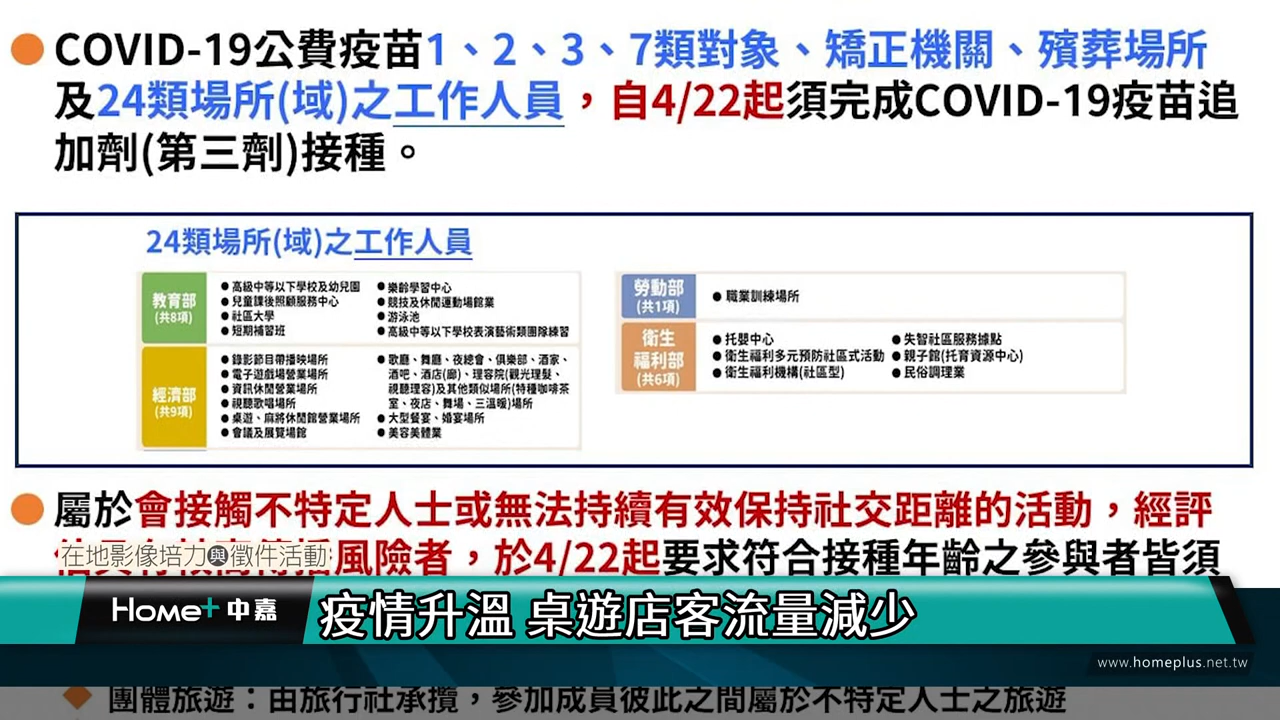 COVID-19公費疫苗1、2、3、7類對象、矯正機關、殯葬場所
及24類場所(域)之工作人員，自4/22起須完成COVID-19疫苗追
加劑(第三劑)接種。
24類場所(域)之工作人員
教育部
(共8項)
高級中等以下學校及幼兒園
兒童課後照顧服務中心
社區大學
短期補習班
樂齡學習中心
競技及休閒運動場館業
游泳池
高級中等以下學校表演藝術類團隊練習
經濟部
(共9項)
錄影節目帶播映場所
電子遊戲場營業場所
資訊休閒營業場所
視聽歌唱場所
桌遊、麻將休閒館營業場所
會議及展覽場館
歌廳、舞廳、夜總會、俱樂部、酒家、
酒吧、酒店(廊)、理容院(觀光理髮、
視聽理容)及其他類似場所(特種咖啡茶
室、夜店、舞場、三溫暖)場所
大型餐宴、婚宴場所
美容美體業
勞動部
(共1項)
職業訓練場所
衛生
福利部
(共6項)
托嬰中心
衛生福利多元預防社區式活動
衛生福利機構(社區型)
失智社區服務據點
親子館(托育資源中心)
民俗調理業
屬於會接觸不特定人士或無法持續有效保持社交距離的活動，經評
風險者，於4/22起要求符合接種年齡之參與者皆須
在地影像培力與徵件活動
Home+中嘉
疫情升溫 桌遊店客流量減少
www.homeplus.net.tw
團體旅遊：由旅行社承攬，參加成員彼此之間屬於不特定人士之旅遊